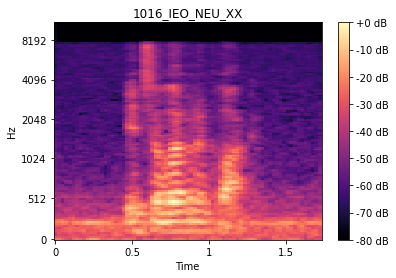 1016_IEO_NEU_XX
+0 dB
8192
-10 dB
4096
-20 dB
-30 dB
2048
Hz
-40 dB
1024
-50 dB
512
-60 dB
-70 dB
0
-80 dB
0 0.5 1 1.5
Time